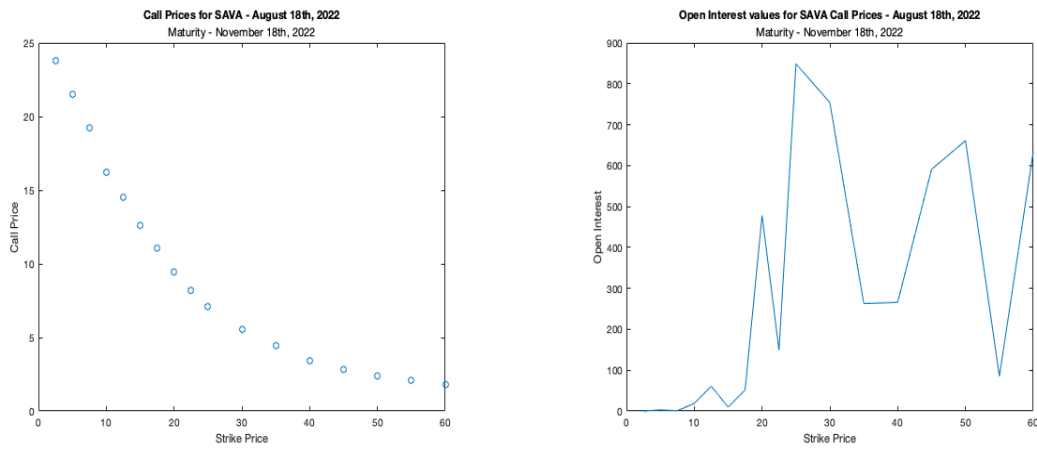 Call Prices for SAVA - August 18th, 2022
Maturity - November 18th, 2022
25
20
15
10
5
0
Call Price
0 10 20 30 40 50 60
Strike Price
Open Interest values for SAVA Call Prices - August 18th, 2022
Maturity - November 18th, 2022
900
800
700
600
500
400
300
200
100
0
Open Interest
0 10 20 30 40 50 60
Strike Price